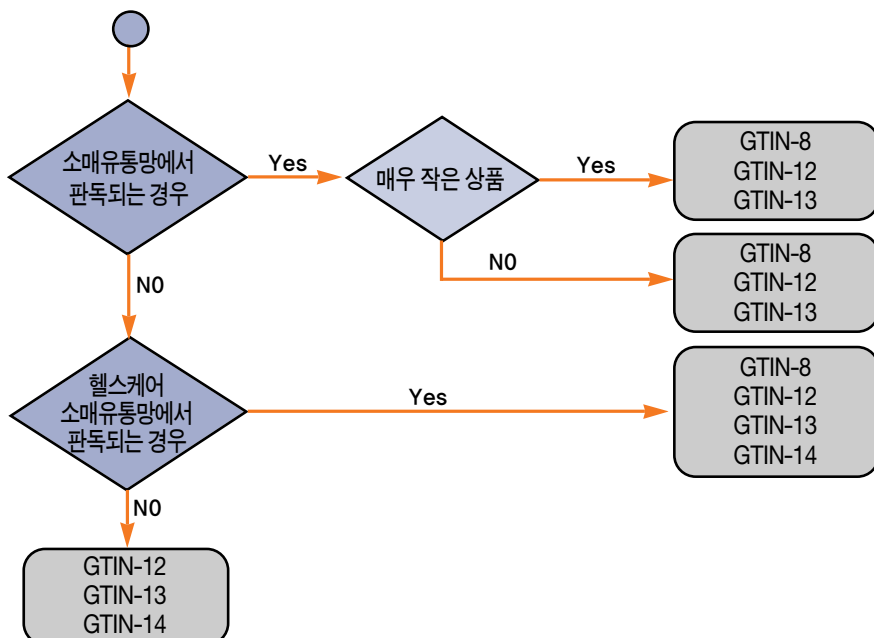 소매유통망에서
판독되는 경우
Yes
매우 작은 상품
Yes
GTIN-8
GTIN-12
GTIN-13
N0
GTIN-8
GTIN-12
GTIN-13
N0
헬스케어
소매유통망에서
판독되는 경우
Yes
GTIN-8
GTIN-12
GTIN-13
GTIN-14
N0
GTIN-12
GTIN-13
GTIN-14